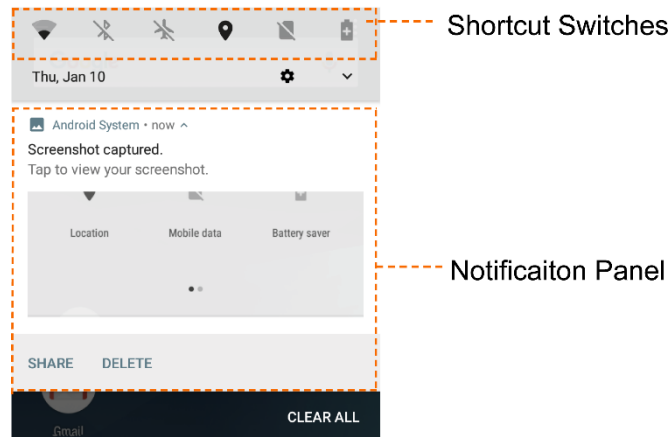 Shortcut Switches
Thu, Jan 10
Android System • now
Screenshot captured.
Tap to view your screenshot.
Location Mobile data Battery saver
Notificaiton Panel
SHARE DELETE
CLEAR ALL
Gmail